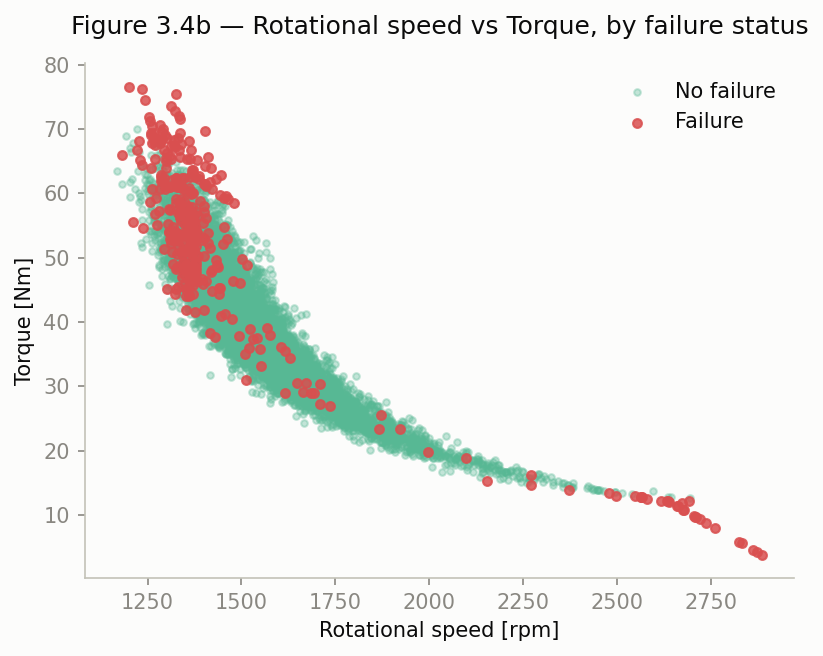 Figure 3.4b — Rotational speed vs Torque, by failure status
No failure
Failure
80
70
60
50
40
30
20
10
Torque [Nm]
1250 1500 1750 2000 2250 2500 2750
Rotational speed [rpm]